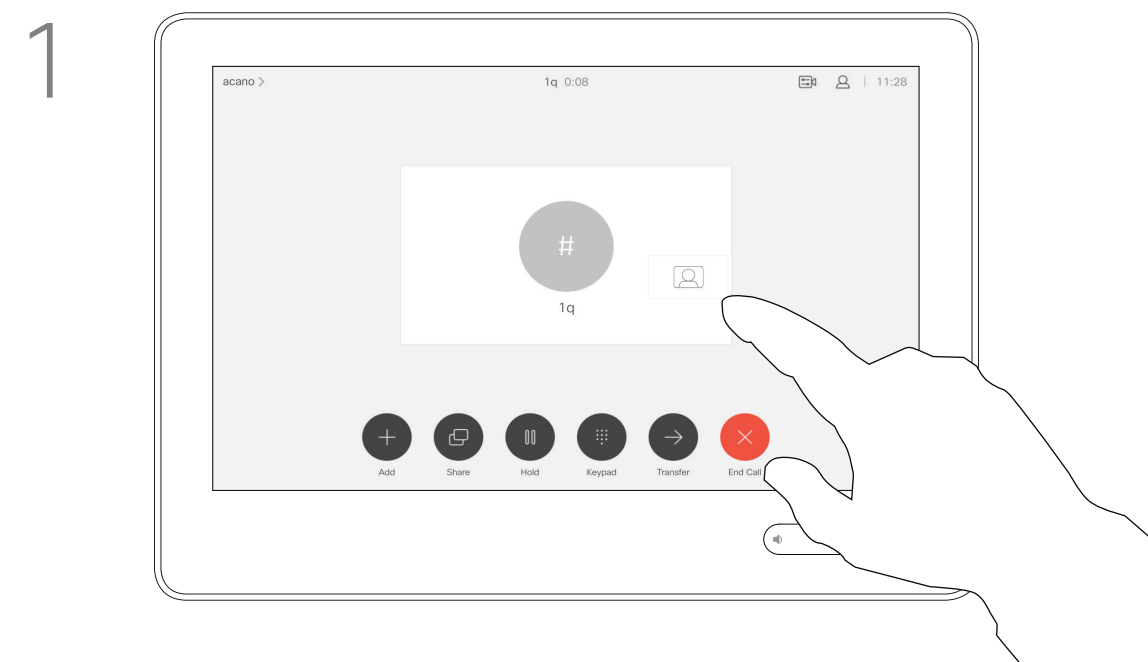 1
acano >
1q 0:08
11:28
#
1q
Add
Share
Hold
Keypad
Transfer
End Call